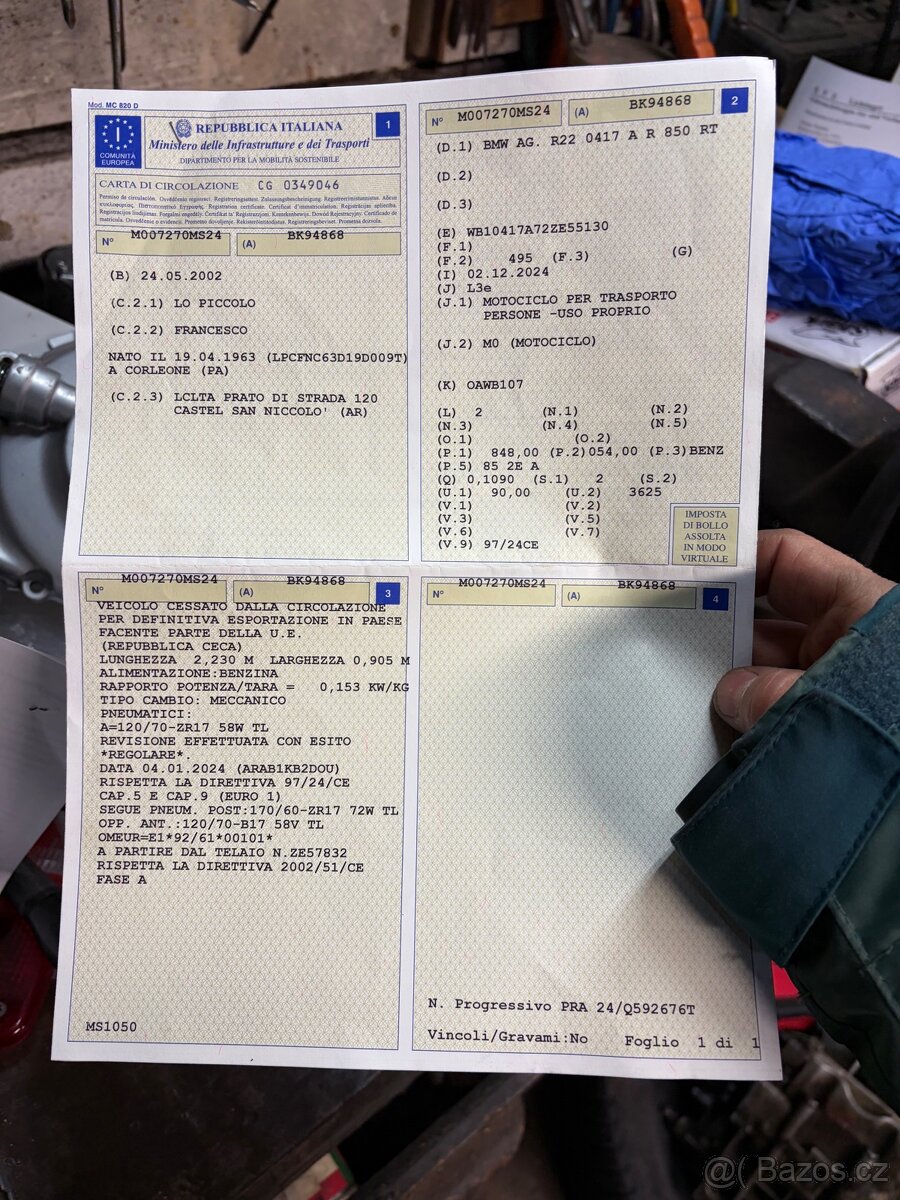 Mod. MC 820 D
COMUNITÀ EUROPEA
I
REPUBBLICA ITALIANA
1
Ministero delle Infrastrutture e dei Trasporti
DIPARTIMENTO PER LA MOBILITÀ SOSTENIBILE
CARTA DI CIRCOLAZIONE CG 0349046
N° M007270MS24 (A) BK94868
(B) 24.05.2002
(C.2.1) LO PICCOLO
(C.2.2) FRANCESCO
NATO IL 19.04.1963 (LPCFNC63D19D009T)
A CORLEONE (PA)
(C.2.3) LCLTA PRATO DI STRADA 120
CASTEL SAN NICCOLO' (AR)
N° M007270MS24 (A) BK94868 2
(D.1) BMW AG. R22 0417 A R 850 RT
(D.2)
(D.3)
(E) WB10417A72ZE55130
(F.1)
(F.2) 495 (F.3) (G)
(I) 02.12.2024
(J) L3e
(J.1) MOTOCICLO PER TRASPORTO
PERSONE -USO PROPRIO
(J.2) M0 (MOTOCICLO)
(K) OAWB107
(L) 2 (N.1) (N.2)
(N.3) (N.4) (N.5)
(O.1) (O.2)
(P.1) 848,00 (P.2)054,00 (P.3)BENZ
(P.5) 85 2E A
(Q) 0,1090 (S.1) 2 (S.2)
(U.1) 90,00 (U.2) 3625
(V.1) (V.2)
(V.3) (V.5)
(V.6) (V.7)
(V.9) 97/24CE
IMPOSTA
DI BOLLO
ASSOLTA
IN MODO
VIRTUALE
N° M007270MS24 (A) BK94868 3
VEICOLO CESSATO DALLA CIRCOLAZIONE
PER DEFINITIVA ESPORTAZIONE IN PAESE
FACENTE PARTE DELLA U.E.
(REPUBBLICA CECA)
LUNGHEZZA 2,230 M LARGHEZZA 0,905 M
ALIMENTAZIONE:BENZINA
RAPPORTO POTENZA/TARA = 0,153 KW/KG
TIPO CAMBIO: MECCANICO
PNEUMATICI:
A=120/70-ZR17 58W TL
REVISIONE EFFETTUATA CON ESITO
*REGOLARE*.
DATA 04.01.2024 (ARAB1KB2DOU)
RISPETTA LA DIRETTIVA 97/24/CE
CAP.5 E CAP.9 (EURO 1)
SEGUE PNEUM. POST:170/60-ZR17 72W TL
OPP. ANT.:120/70-B17 58V TL
OMEUR=E1*92/61*00101*
A PARTIRE DAL TELAIO N.ZE57832
RISPETTA LA DIRETTIVA 2002/51/CE
FASE A
MS1050
N° M007270MS24 (A) BK94868 4
N. Progressivo PRA 24/Q592676T
Vincoli/Gravami:No Foglio 1 di 1
@( Bazos.cz